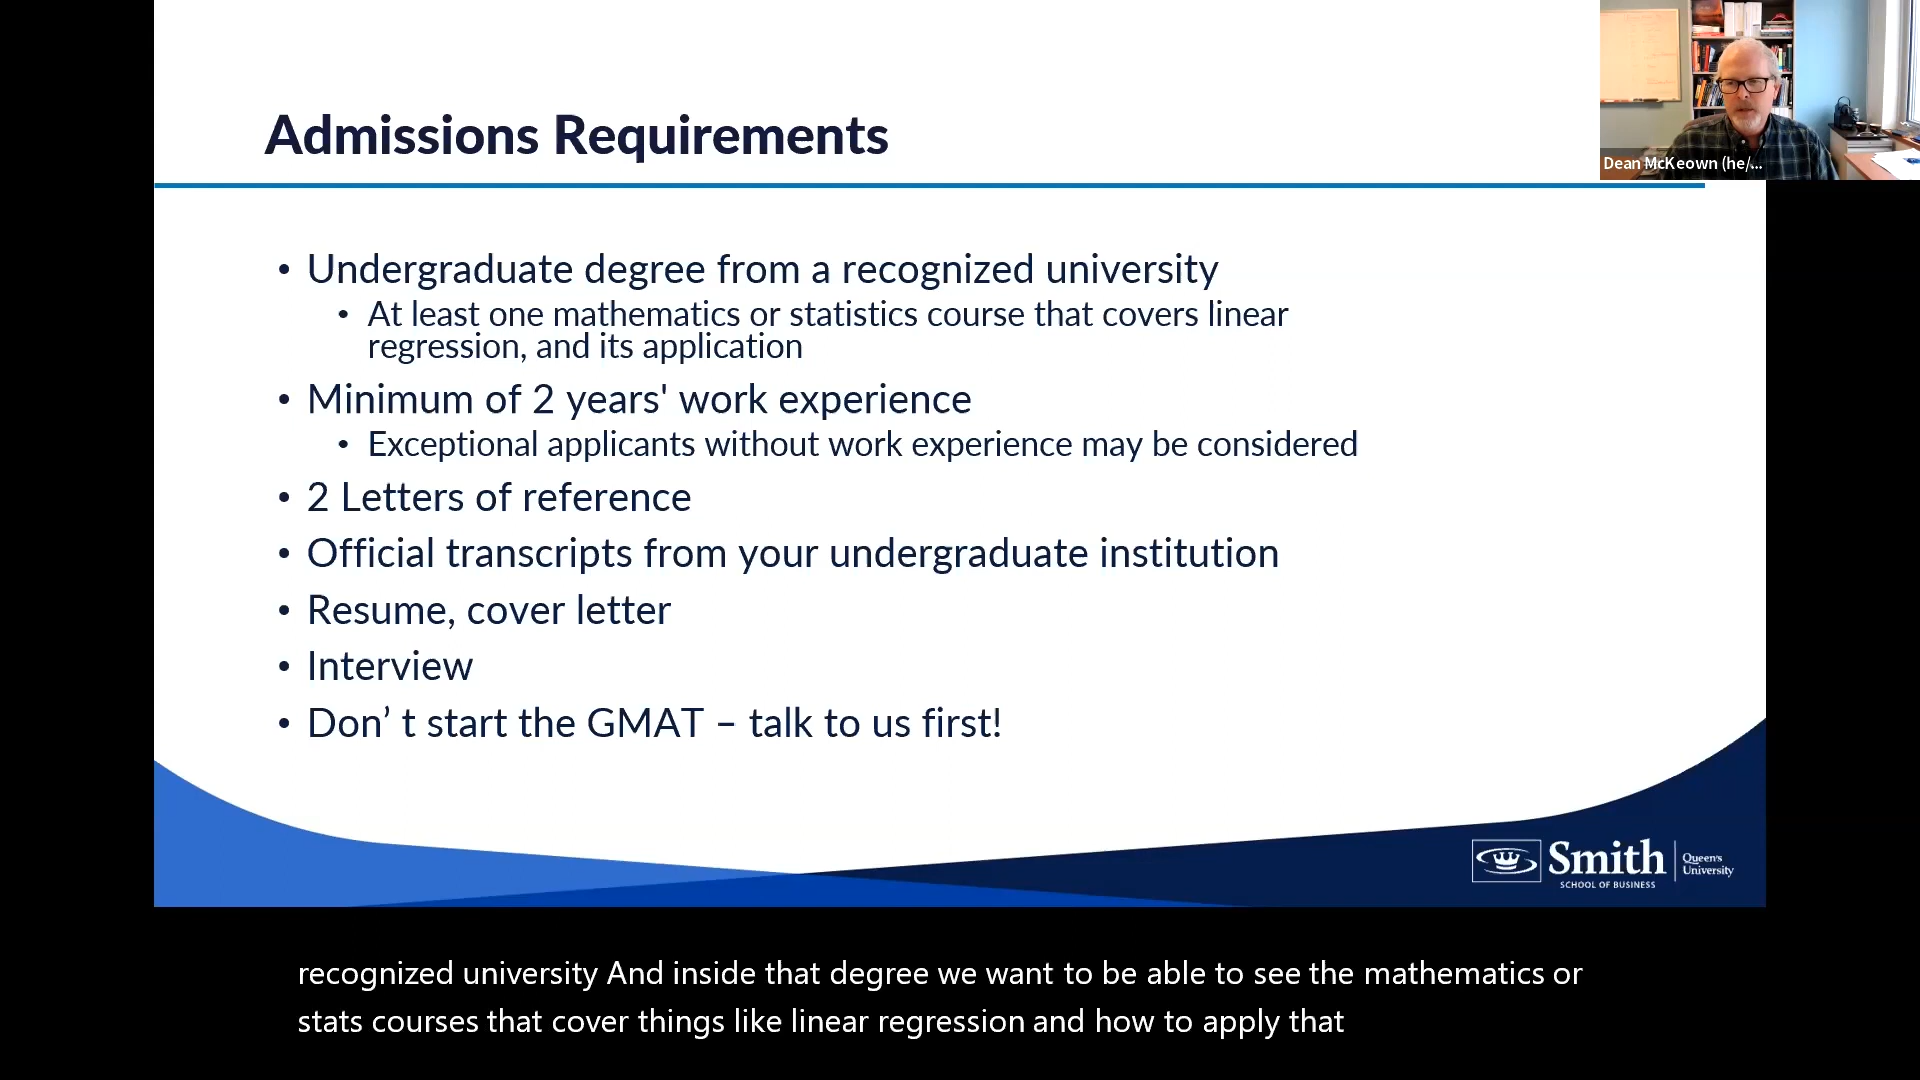 Admissions Requirements
Dean McKeown (he/...
• Undergraduate degree from a recognized university
• At least one mathematics or statistics course that covers linear
regression, and its application
• Minimum of 2 years' work experience
• Exceptional applicants without work experience may be considered
• 2 Letters of reference
• Official transcripts from your undergraduate institution
• Resume, cover letter
• Interview
• Don’ t start the GMAT – talk to us first!
Smith
SCHOOL OF BUSINESS
Queen's
University
recognized university And inside that degree we want to be able to see the mathematics or
stats courses that cover things like linear regression and how to apply that